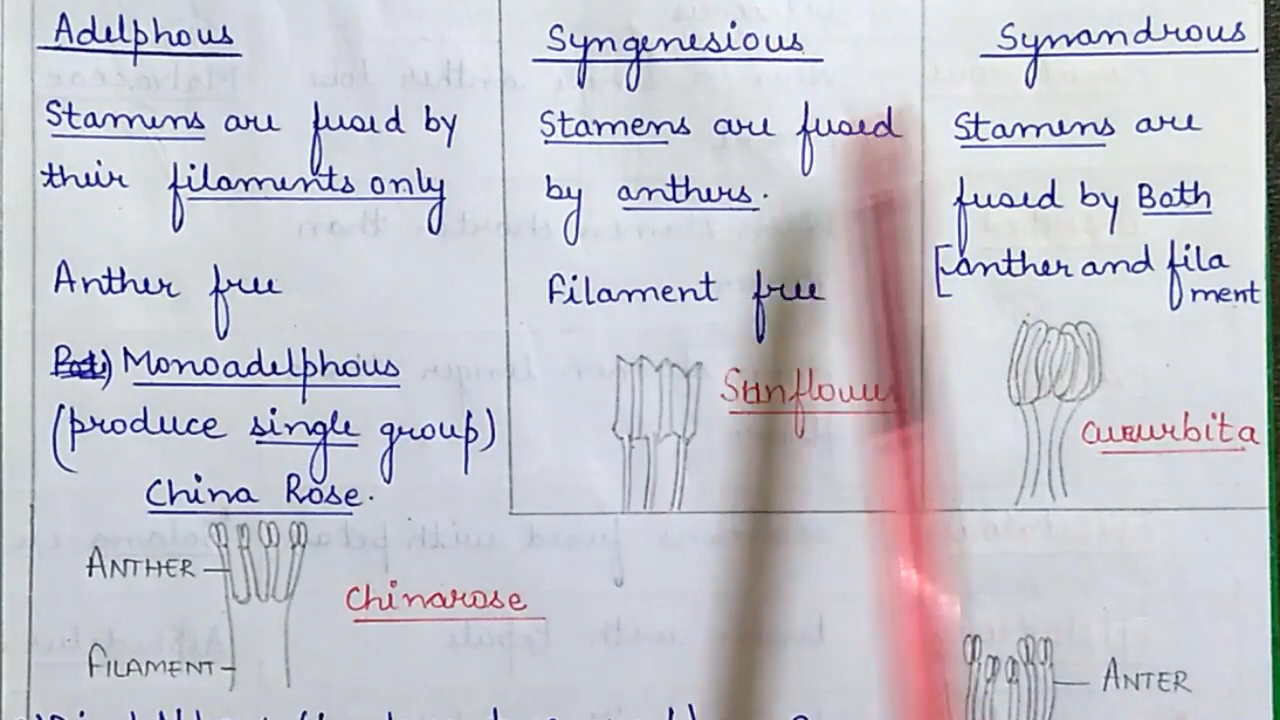 Adelphous
Stamens are fused by
their filaments only
Anther free
Monoadelphous
(produce single group)
China Rose.
ANTHER
Chinarose
FILAMENT
Syngenesious
Stamens are fused
by anthers.
Filament free
Sunflower
Synandrous
Stamens are
fused by Both
[anther and fila
ment
cucurbita
ANTER